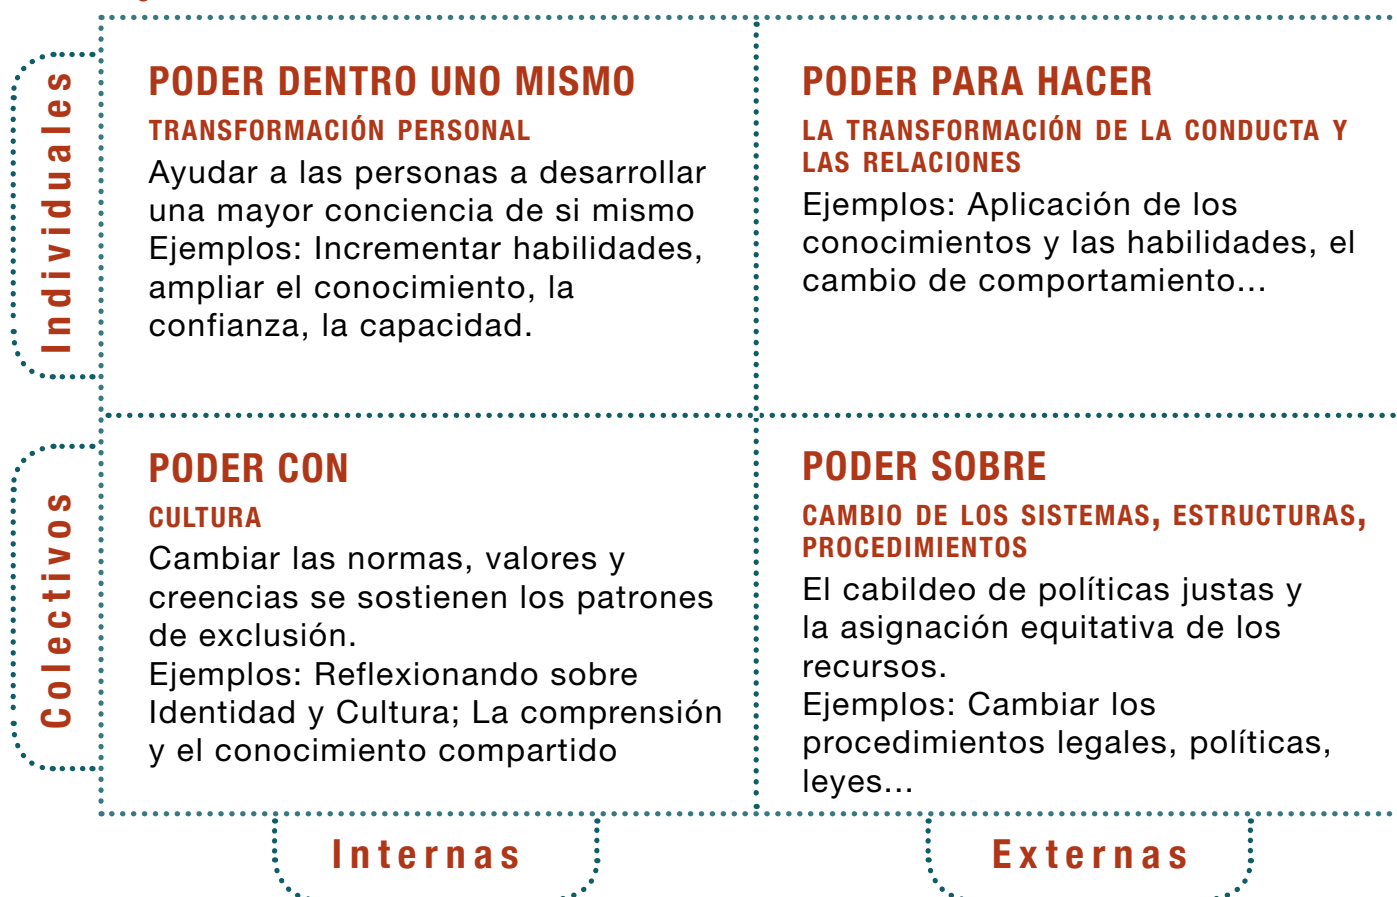 Individuales
PODER DENTRO UNO MISMO
TRANSFORMACIÓN PERSONAL
Ayudar a las personas a desarrollar
una mayor conciencia de si mismo
Ejemplos: Incrementar habilidades,
ampliar el conocimiento, la
confianza, la capacidad.
PODER PARA HACER
LA TRANSFORMACIÓN DE LA CONDUCTA Y
LAS RELACIONES
Ejemplos: Aplicación de los
conocimientos y las habilidades, el
cambio de comportamiento...
Colectivos
PODER CON
CULTURA
Cambiar las normas, valores y
creencias se sostienen los patrones
de exclusión.
Ejemplos: Reflexionando sobre
Identidad y Cultura; La comprensión
y el conocimiento compartido
PODER SOBRE
CAMBIO DE LOS SISTEMAS, ESTRUCTURAS,
PROCEDIMIENTOS
El cabildeo de políticas justas y
la asignación equitativa de los
recursos.
Ejemplos: Cambiar los
procedimientos legales, políticas,
leyes...
Internas
Externas